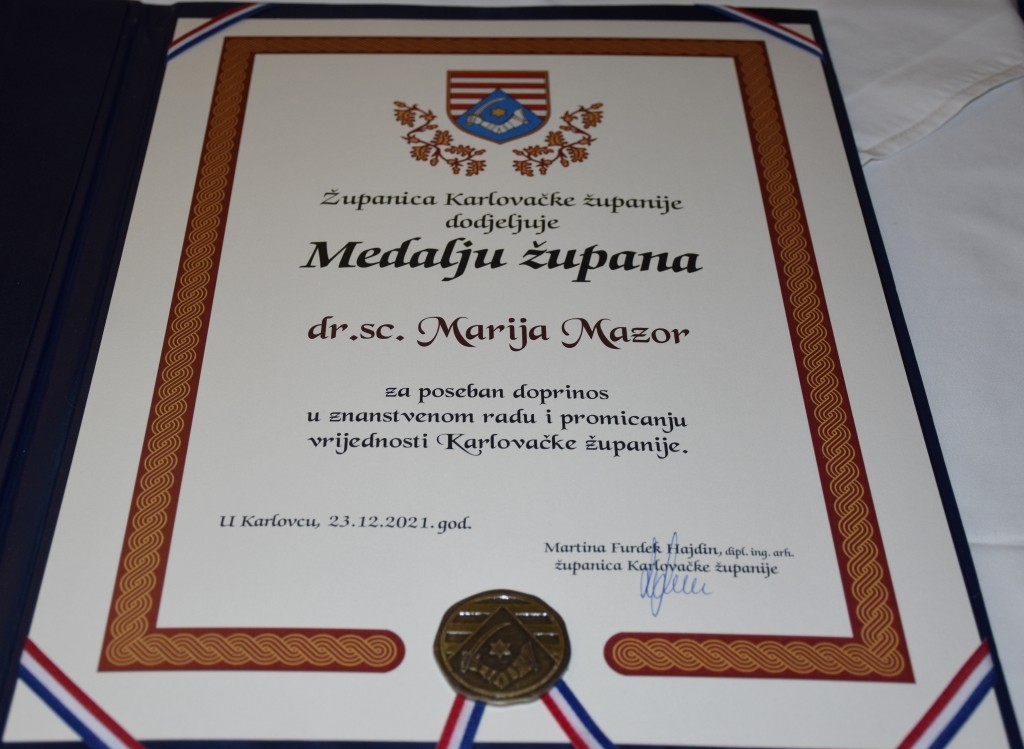 Županica Karlovačke županije
dodjeljuje
Medalju župana
dr.sc. Marija Mazor
za poseban doprinos
u znanstvenom radu i promicanju
vrijednosti Karlovačke županije.
U Karlovcu, 23.12.2021.god.
Martina Furdek Hajdin, dipl. ing. arh.
županica Karlovačke županije